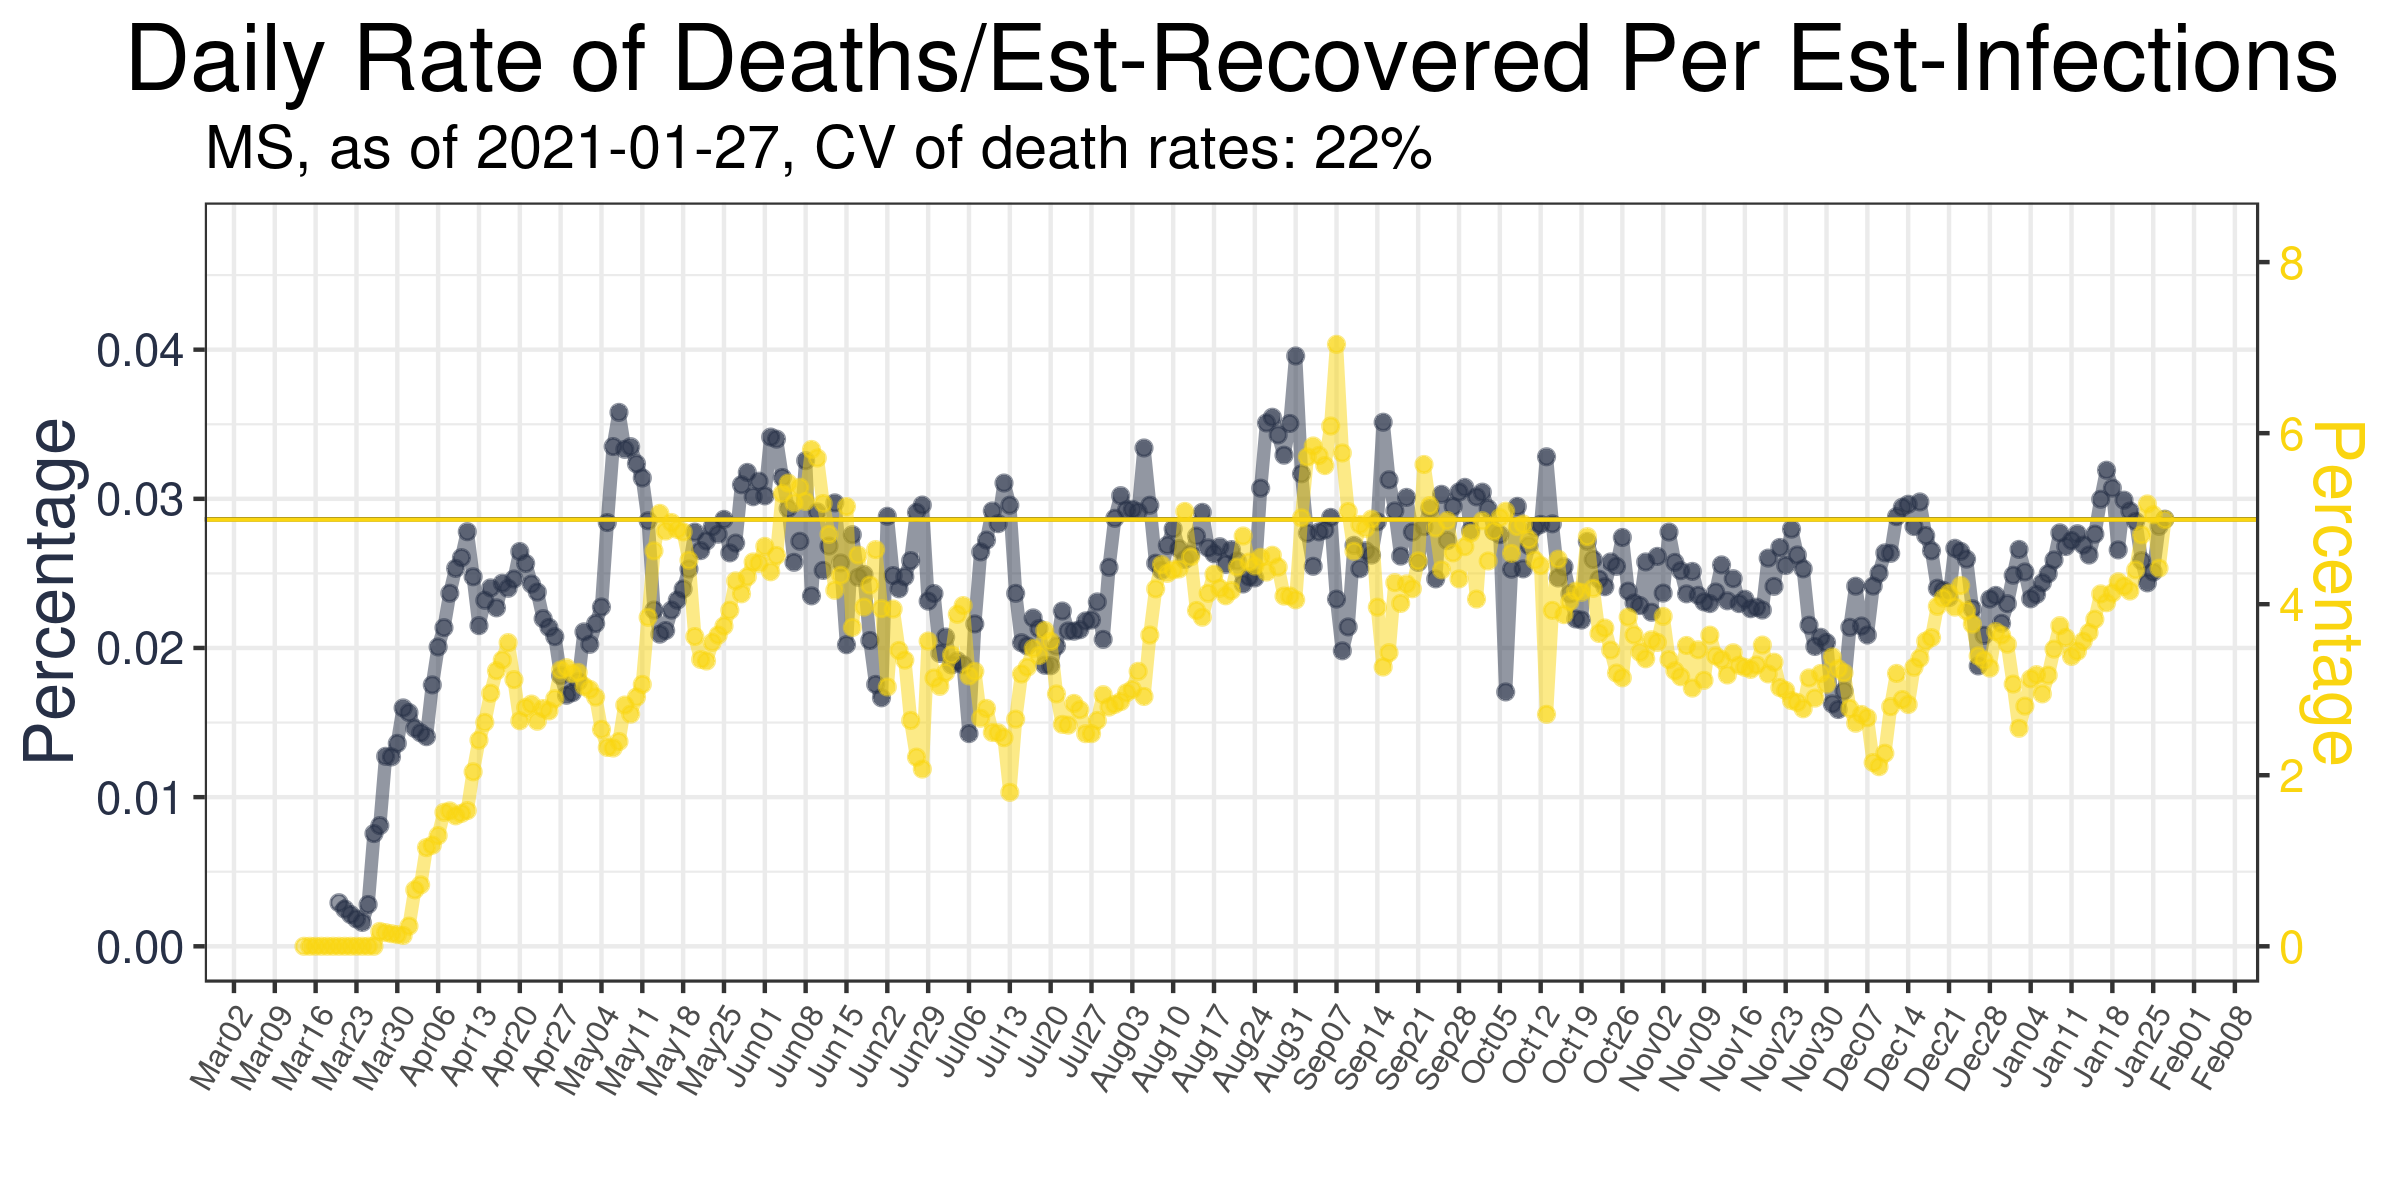 Daily Rate of Deaths/Est-Recovered Per Est-Infections
MS, as of 2021-01-27, CV of death rates: 22%
Percentage
0.04
0.03
0.02
0.01
0.00
8
6
4
2
0
Percentage
Mar02 Mar09 Mar16 Mar23 Mar30 Apr06 Apr13 Apr20 Apr27 May04 May11 May18 May25 Jun01 Jun08 Jun15 Jun22 Jun29 Jul06 Jul13 Jul20 Jul27 Aug03 Aug10 Aug17 Aug24 Aug31 Sep07 Sep14 Sep21 Sep28 Oct05 Oct12 Oct19 Oct26 Nov02 Nov09 Nov16 Nov23 Nov30 Dec07 Dec14 Dec21 Dec28 Jan04 Jan11 Jan18 Jan25 Feb01 Feb08